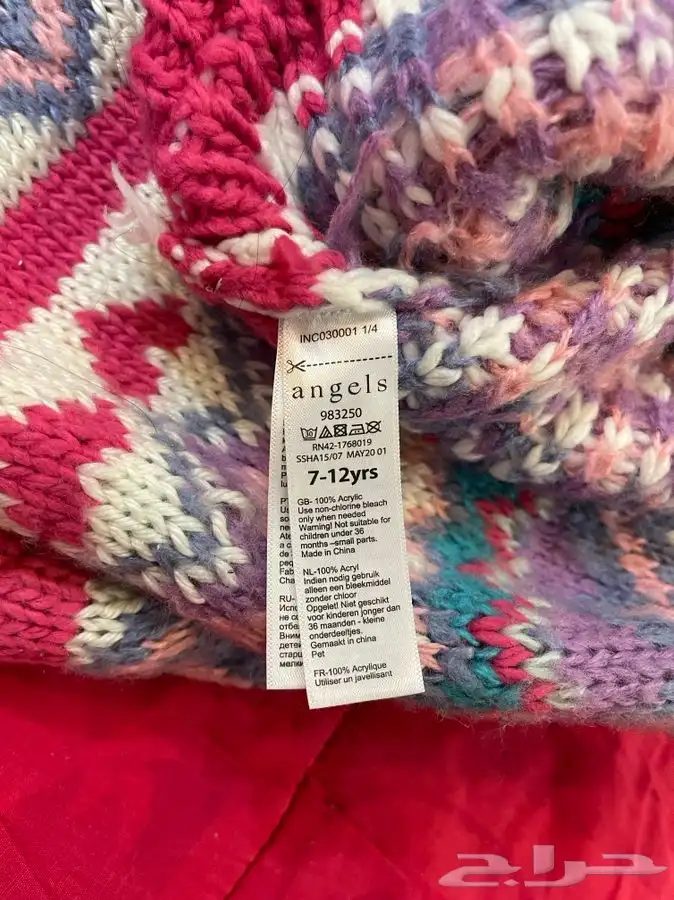 INC030001 1/4
angels
983250
RN42-1768019
SSHA15/07 MAY20 01
7-12yrs
GB- 100% Acrylic
Use non-chlorine bleach
only when needed
Warning! Not suitable for
children under 36
months –small parts.
Made in China
NL-100% Acryl
Indien nodig gebruik
alleen een bleekmiddel
zonder chloor
Opgelet! Niet geschikt
voor kinderen jonger dan
36 maanden - kleine
onderdeeltjes.
Gemaakt in china
Pet
FR-100% Acrylique
Utiliser un javellisant
RU-
حراج